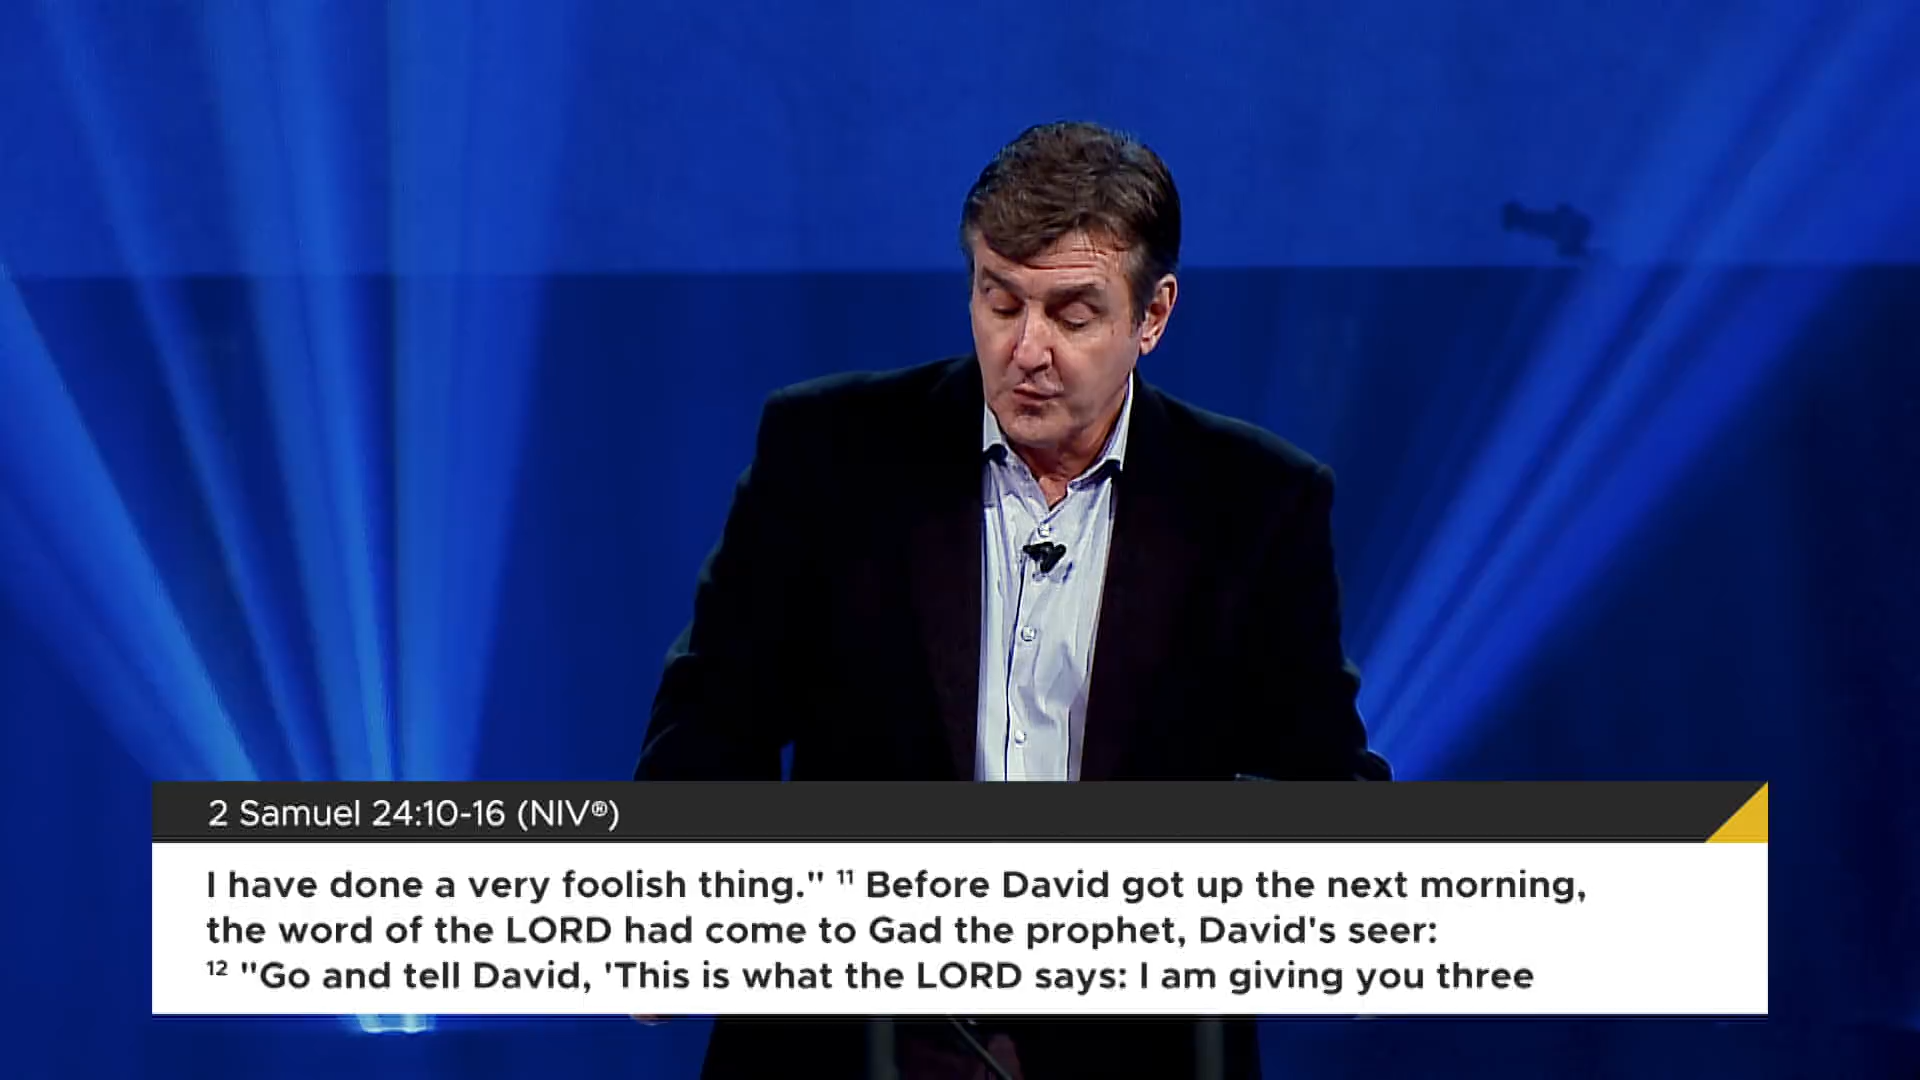 2 Samuel 24:10-16 (NIV®)
I have done a very foolish thing." ¹¹ Before David got up the next morning,
the word of the LORD had come to Gad the prophet, David's seer:
¹² "Go and tell David, 'This is what the LORD says: I am giving you three